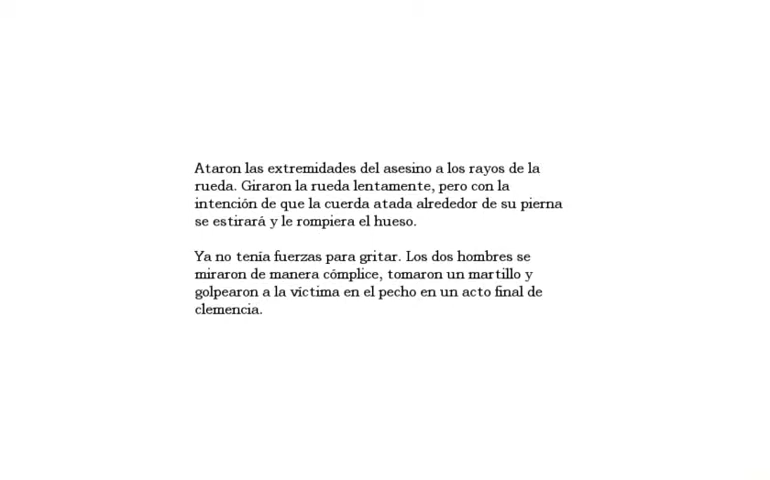 Ataron las extremidades del asesino a los rayos de la
rueda. Giraron la rueda lentamente, pero con la
intención de que la cuerda atada alrededor de su pierna
se estirará y le rompiera el hueso.
Ya no tenía fuerzas para gritar. Los dos hombres se
miraron de manera cómplice, tomaron un martillo y
golpearon a la víctima en el pecho en un acto final de
clemencia.